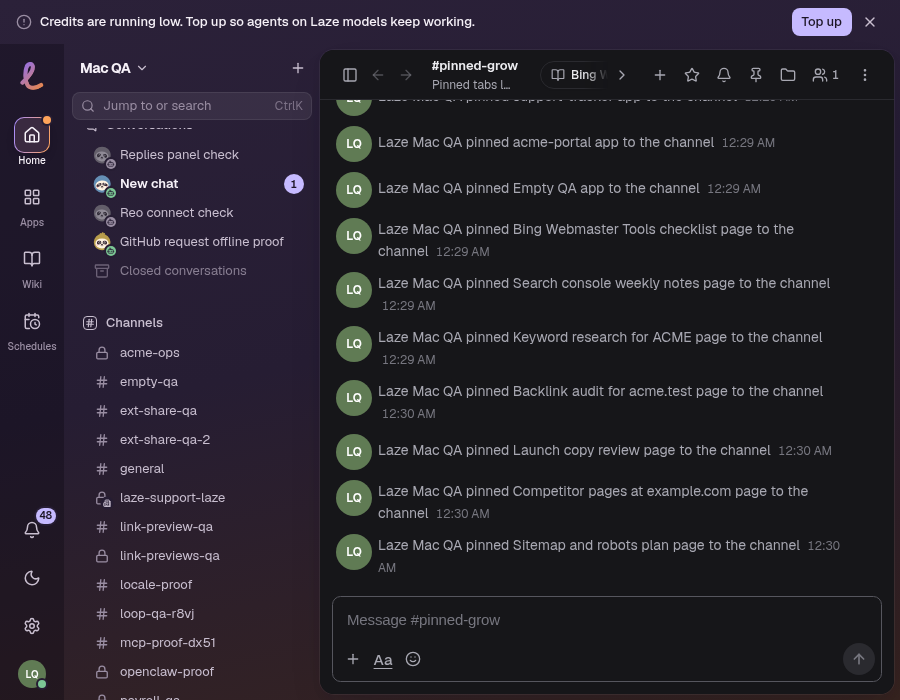 Credits are running low. Top up so agents on Laze models keep working.
Top up
Mac QA
Jump to or search
CtrlK
Home
Apps
Wiki
Schedules
48
LQ
Conversations
Replies panel check
New chat
1
Reo connect check
GitHub request offline proof
Closed conversations
Channels
acme-ops
empty-qa
ext-share-qa
ext-share-qa-2
general
laze-support-laze
link-preview-qa
link-previews-qa
locale-proof
loop-qa-r8vj
mcp-proof-dx51
openclaw-proof
#pinned-grow
Pinned tabs l…
Bing
1
LQ
Laze Mac QA pinned acme-portal app to the channel 12:29 AM
LQ
Laze Mac QA pinned Empty QA app to the channel 12:29 AM
LQ
Laze Mac QA pinned Bing Webmaster Tools checklist page to the
channel 12:29 AM
LQ
Laze Mac QA pinned Search console weekly notes page to the channel
12:29 AM
LQ
Laze Mac QA pinned Keyword research for ACME page to the channel
12:29 AM
LQ
Laze Mac QA pinned Backlink audit for acme.test page to the channel
12:30 AM
LQ
Laze Mac QA pinned Launch copy review page to the channel 12:30 AM
LQ
Laze Mac QA pinned Competitor pages at example.com page to the
channel 12:30 AM
LQ
Laze Mac QA pinned Sitemap and robots plan page to the channel 12:30
AM
Message #pinned-grow
Aa